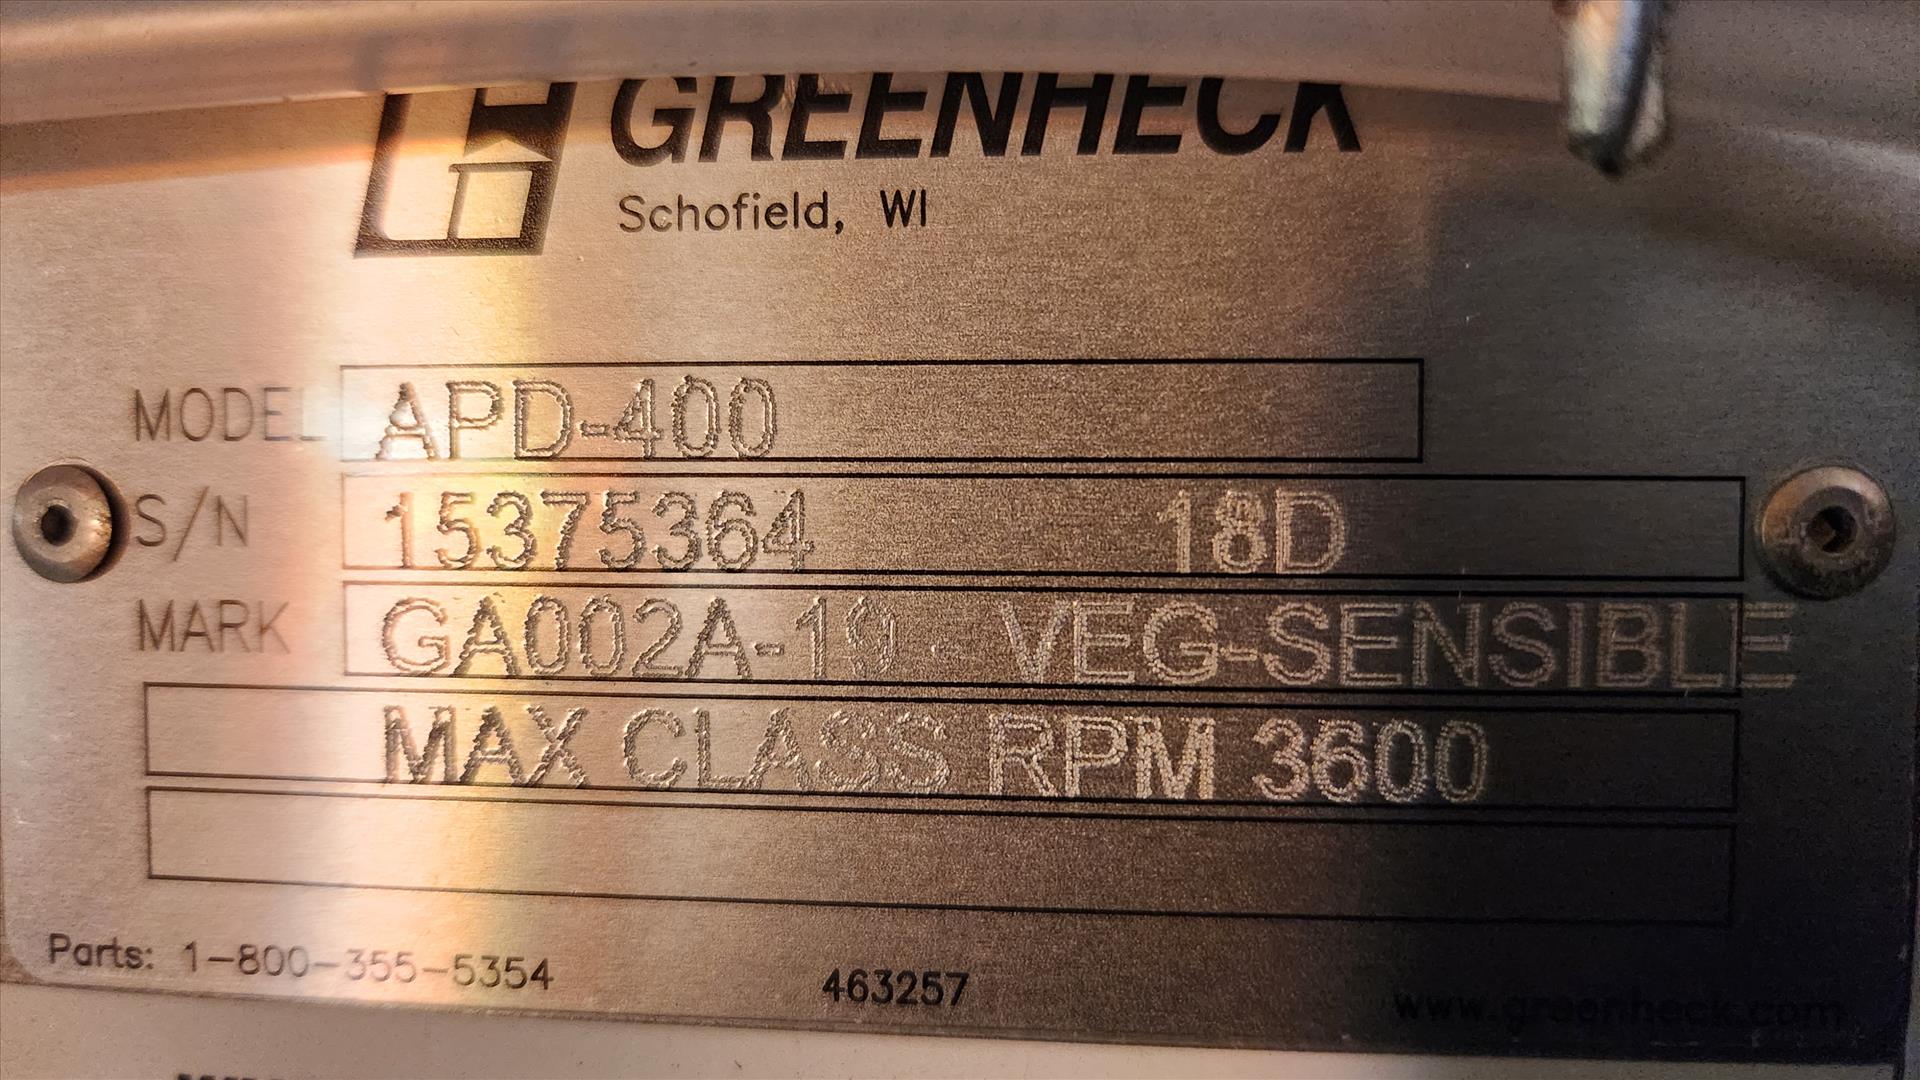 GREENHECK
Schofield, WI
MODEL APD-400
S/N 15375364 18D
MARK GA002A-19 VEG-SENSIBLE
MAX CLASS RPM 3600
Parts: 1-800-355-5354 463257 www.greenheck.com